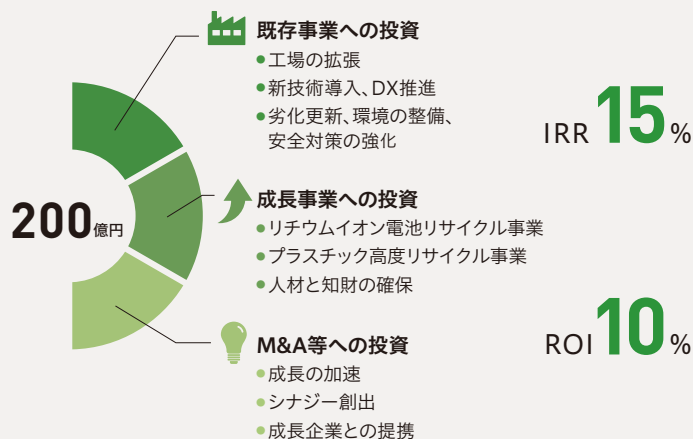 200億円
既存事業への投資
●工場の拡張
●新技術導入、DX推進
●劣化更新、環境の整備、
安全対策の強化
IRR 15%
成長事業への投資
●リチウムイオン電池リサイクル事業
●プラスチック高度リサイクル事業
●人材と知財の確保
M&A等への投資
●成長の加速
●シナジー創出
●成長企業との提携
ROI 10%